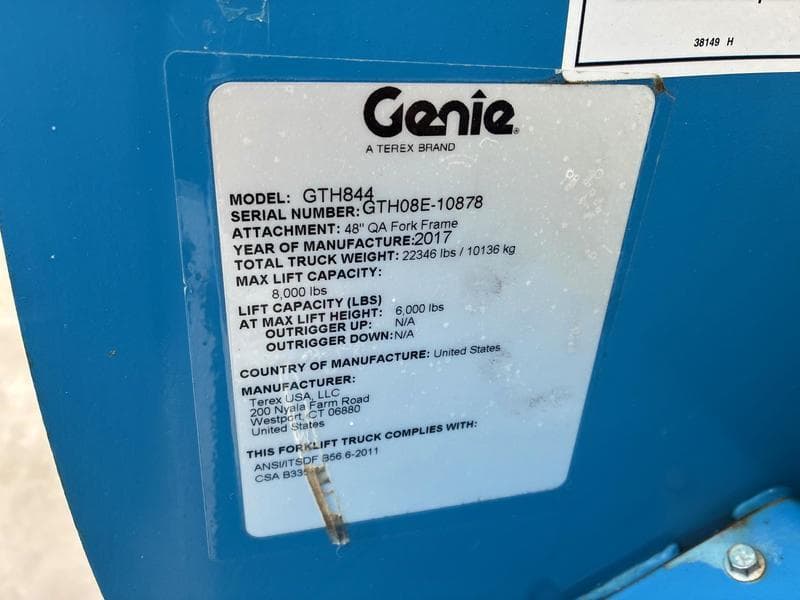 38149 H
Genie
A TEREX BRAND
MODEL: GTH844
SERIAL NUMBER: GTH08E-10878
ATTACHMENT: 48" QA Fork Frame
YEAR OF MANUFACTURE: 2017
TOTAL TRUCK WEIGHT: 22346 lbs / 10136 kg
MAX LIFT CAPACITY:
8,000 lbs
LIFT CAPACITY (LBS)
AT MAX LIFT HEIGHT: 6,000 lbs
OUTRIGGER UP: N/A
OUTRIGGER DOWN: N/A
COUNTRY OF MANUFACTURE: United States
MANUFACTURER:
Terex USA, LLC
200 Nyala Farm Road
Westport, CT 06880
United States
THIS FORKLIFT TRUCK COMPLIES WITH:
ANSI/ITSDF B56.6-2011
CSA